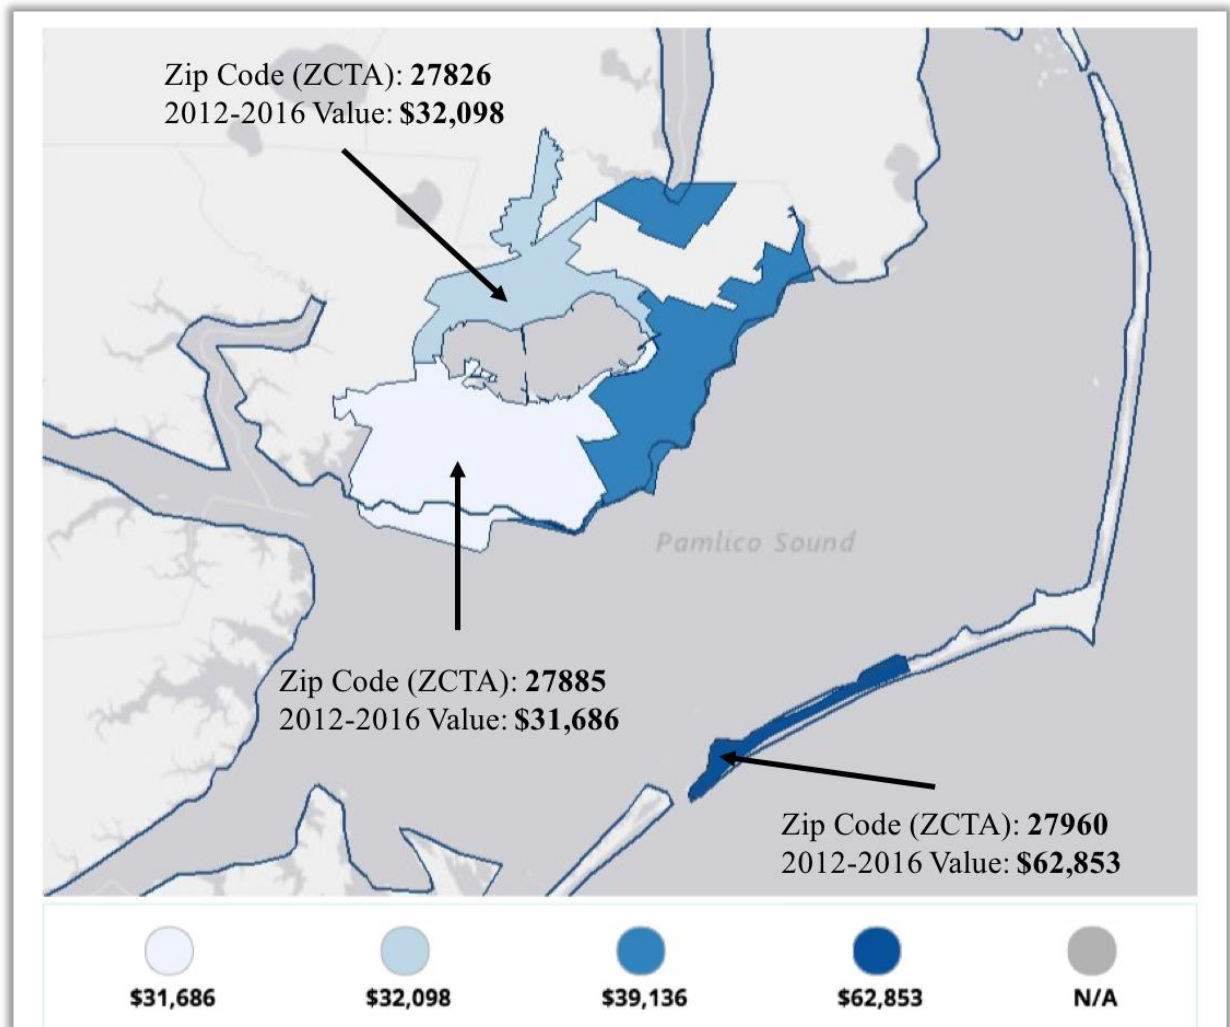 Zip Code (ZCTA): 27826
2012-2016 Value: $32,098
Pamlico Sound
Zip Code (ZCTA): 27885
2012-2016 Value: $31,686
Zip Code (ZCTA): 27960
2012-2016 Value: $62,853
$31,686
$32,098
$39,136
$62,853
N/A